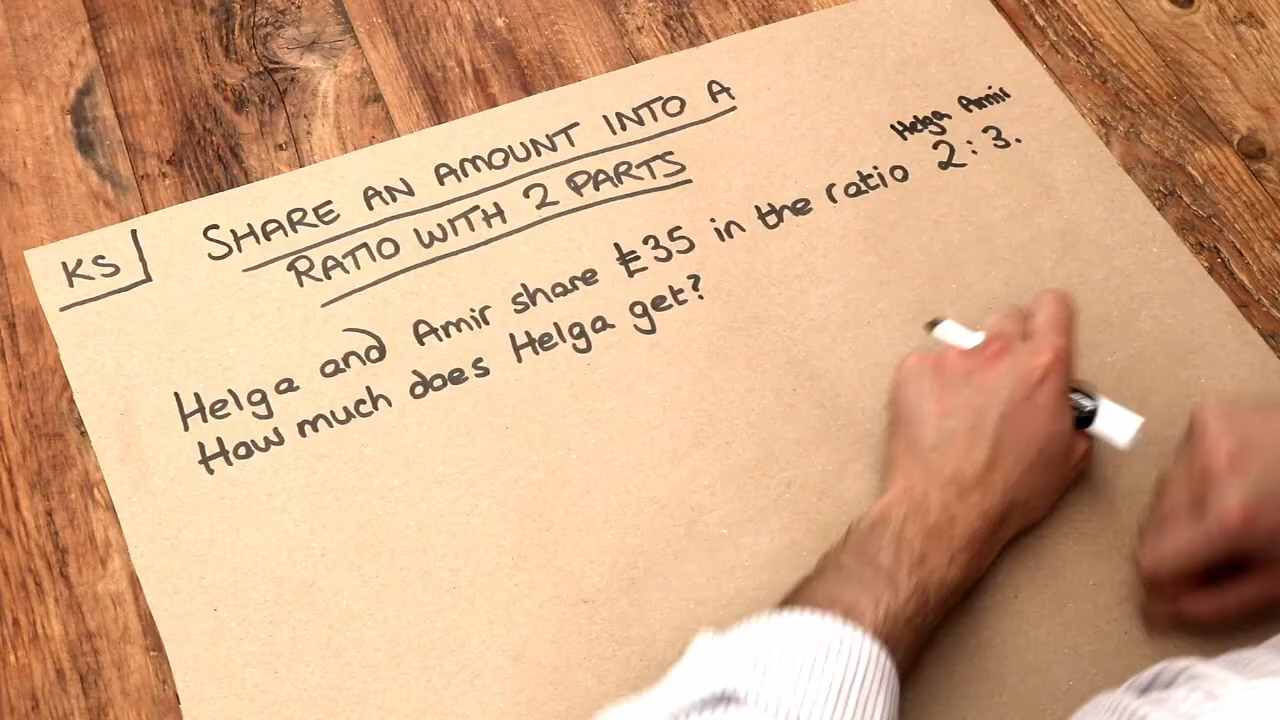 KS
SHARE AN AMOUNT INTO A
RATIO WITH 2 PARTS
Helga Amir
Helga and Amir share £35 in the ratio 2:3.
How much does Helga get?